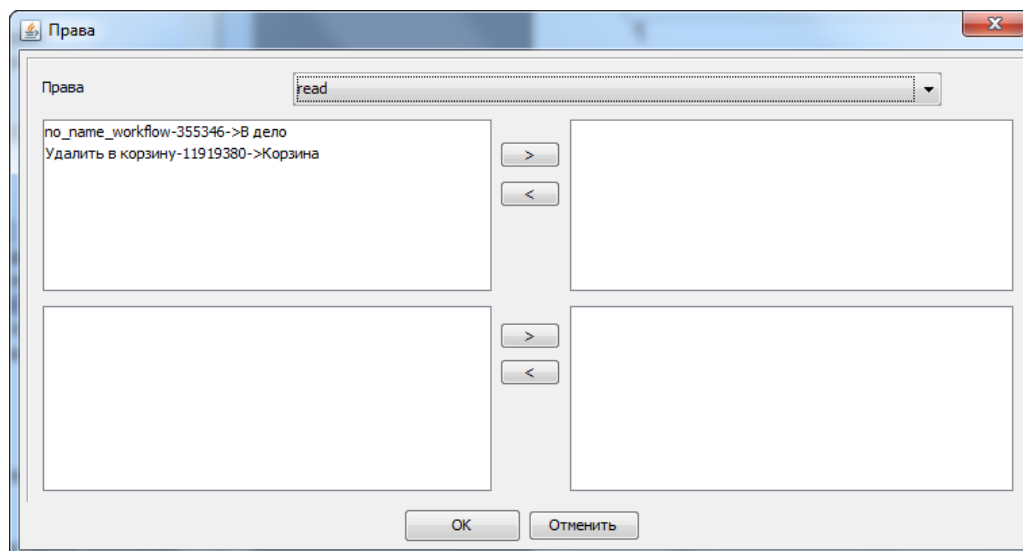 Права
Права
read
no_name_workflow-355346->В дело
Удалить в корзину-11919380->Корзина
>
<
>
<
OK
Отменить